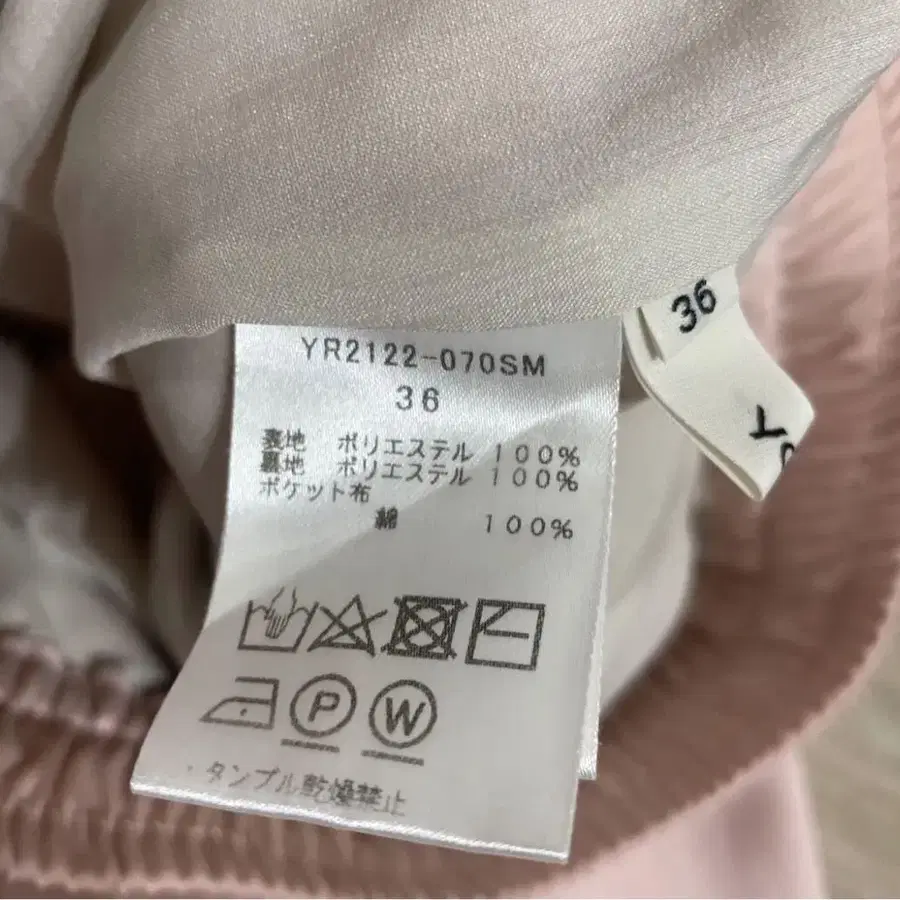 YR2122-070SM
36
表地 ポリエステル 100%
裏地 ポリエステル 100%
ポケット布
綿 100%
P W
・タンブル乾燥禁止
36
Y